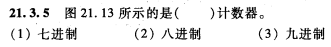 21.3.5 图 21.13 所示的是(  )计数器。
(1) 七进制  (2) 八进制  (3) 九进制